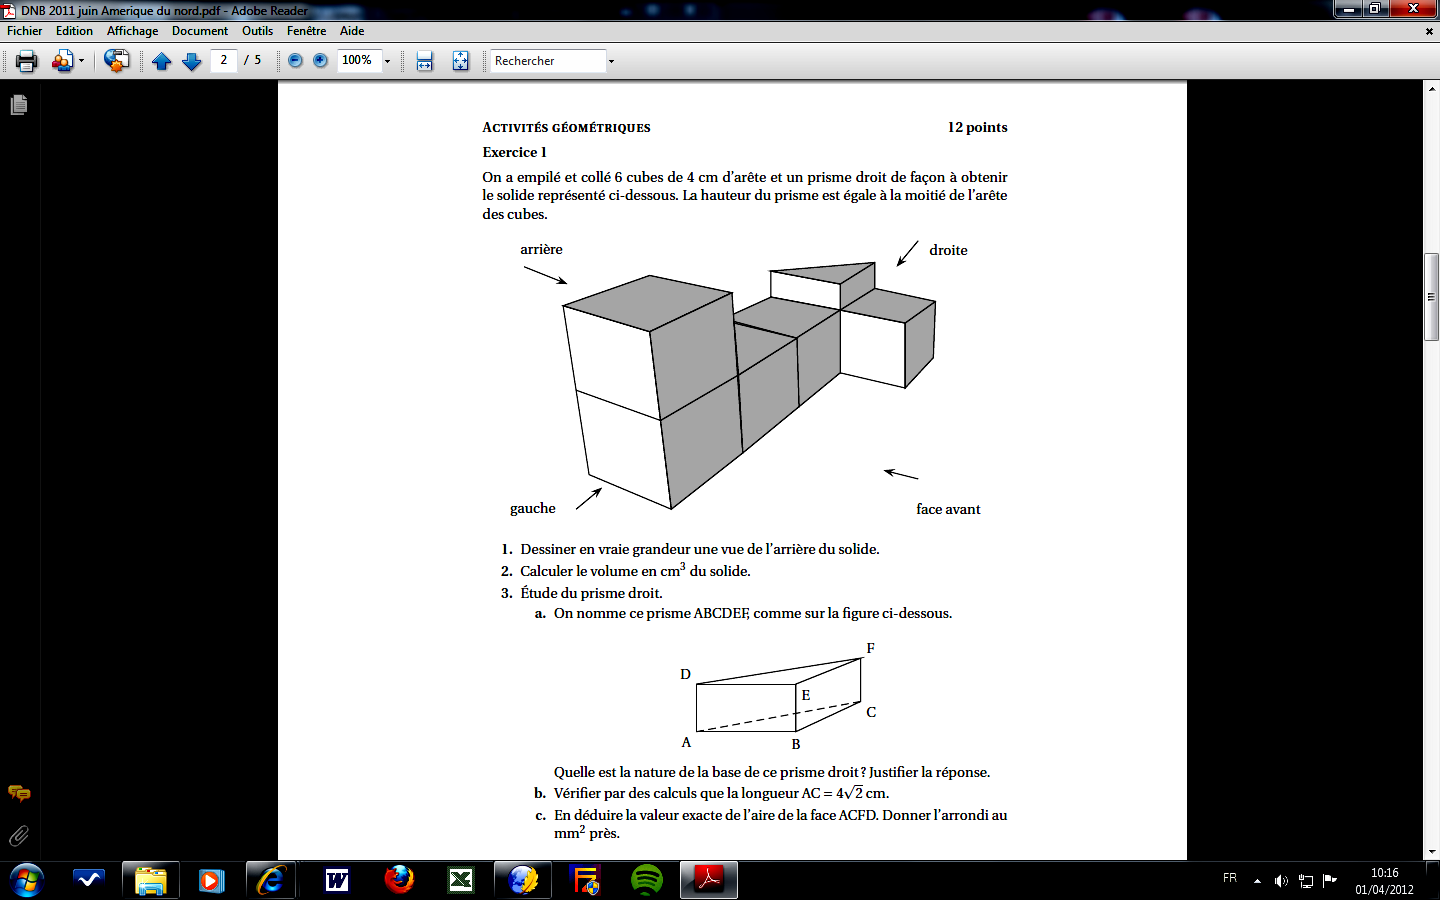 DNB 2011 juin Amerique du nord.pdf - Adobe Reader
Fichier Edition Affichage Document Outils Fenêtre Aide
2 / 5 100% Rechercher
ACTIVITÉS GÉOMÉTRIQUES 12 points
Exercice 1
On a empilé et collé 6 cubes de 4 cm d'arête et un prisme droit de façon à obtenir
le solide représenté ci-dessous. La hauteur du prisme est égale à la moitié de l'arête
des cubes.
arrière droite
gauche face avant
1. Dessiner en vraie grandeur une vue de l'arrière du solide.
2. Calculer le volume en cm³ du solide.
3. Étude du prisme droit.
a. On nomme ce prisme ABCDEF, comme sur la figure ci-dessous.
F
D
E
C
A B
Quelle est la nature de la base de ce prisme droit ? Justifier la réponse.
b. Vérifier par des calculs que la longueur AC = 4√2 cm.
c. En déduire la valeur exacte de l'aire de la face ACFD. Donner l'arrondi au
mm² près.
FR 10:16
01/04/2012